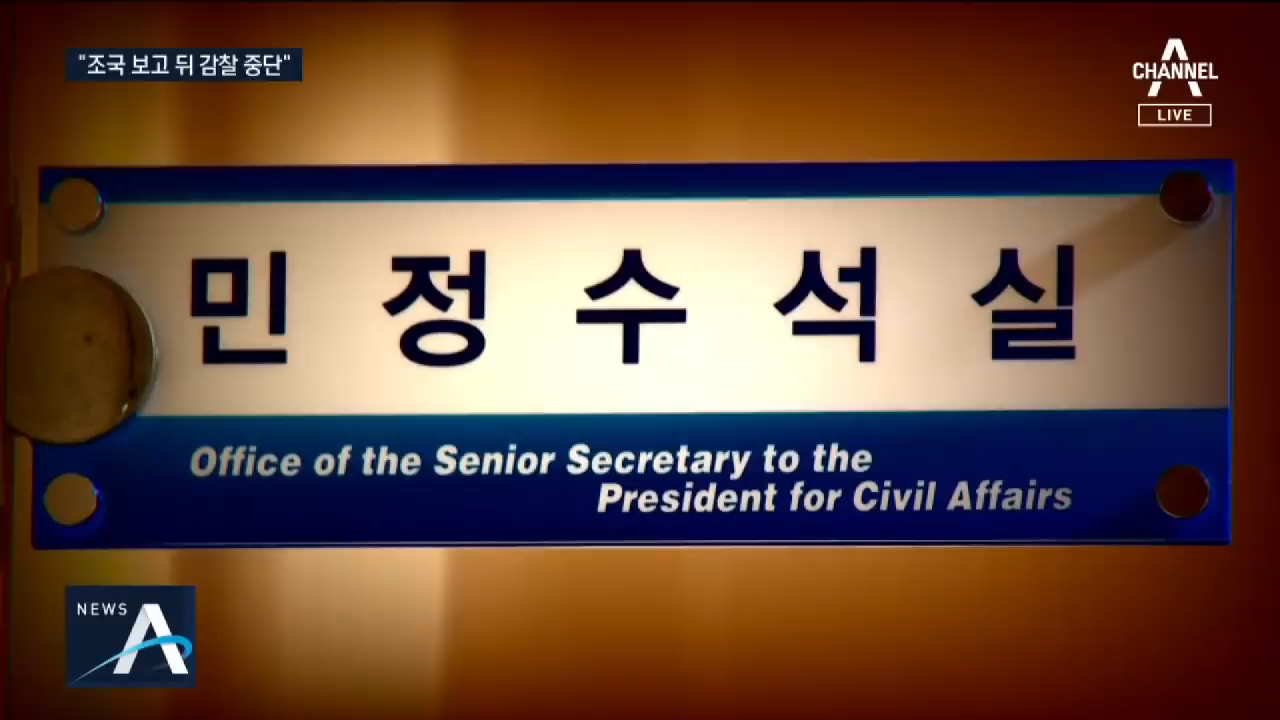 "조국 보고 뒤 감찰 중단"
CHANNEL A
LIVE
민정수석실
Office of the Senior Secretary to the
President for Civil Affairs
NEWS A